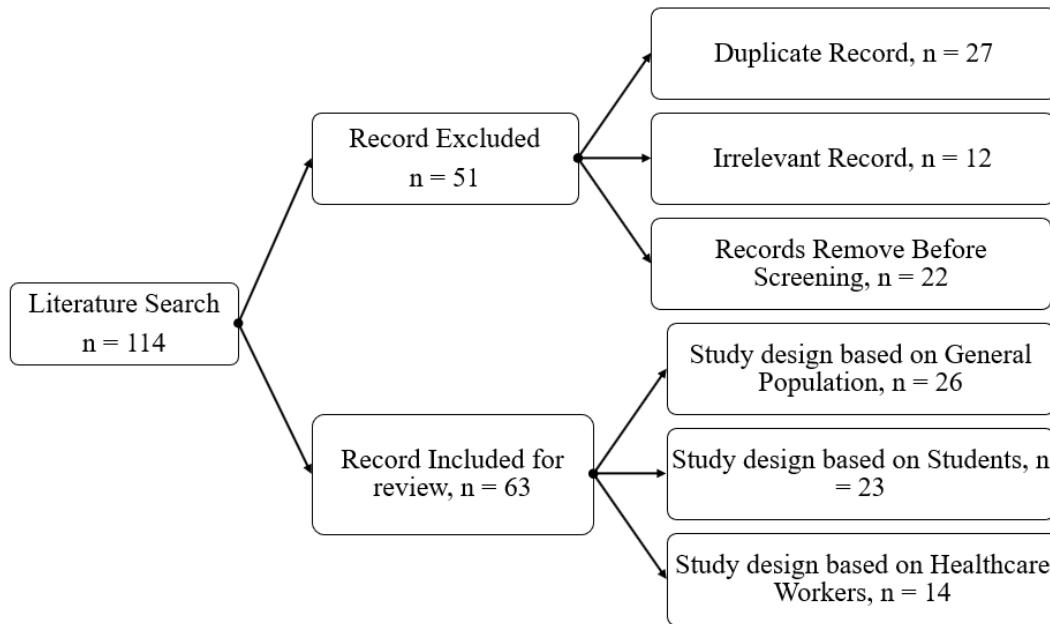 Literature Search
n = 114
Record Excluded
n = 51
Duplicate Record, n = 27
Irrelevant Record, n = 12
Records Remove Before
Screening, n = 22
Record Included for
review, n = 63
Study design based on General
Population, n = 26
Study design based on Students, n
= 23
Study design based on Healthcare
Workers, n = 14